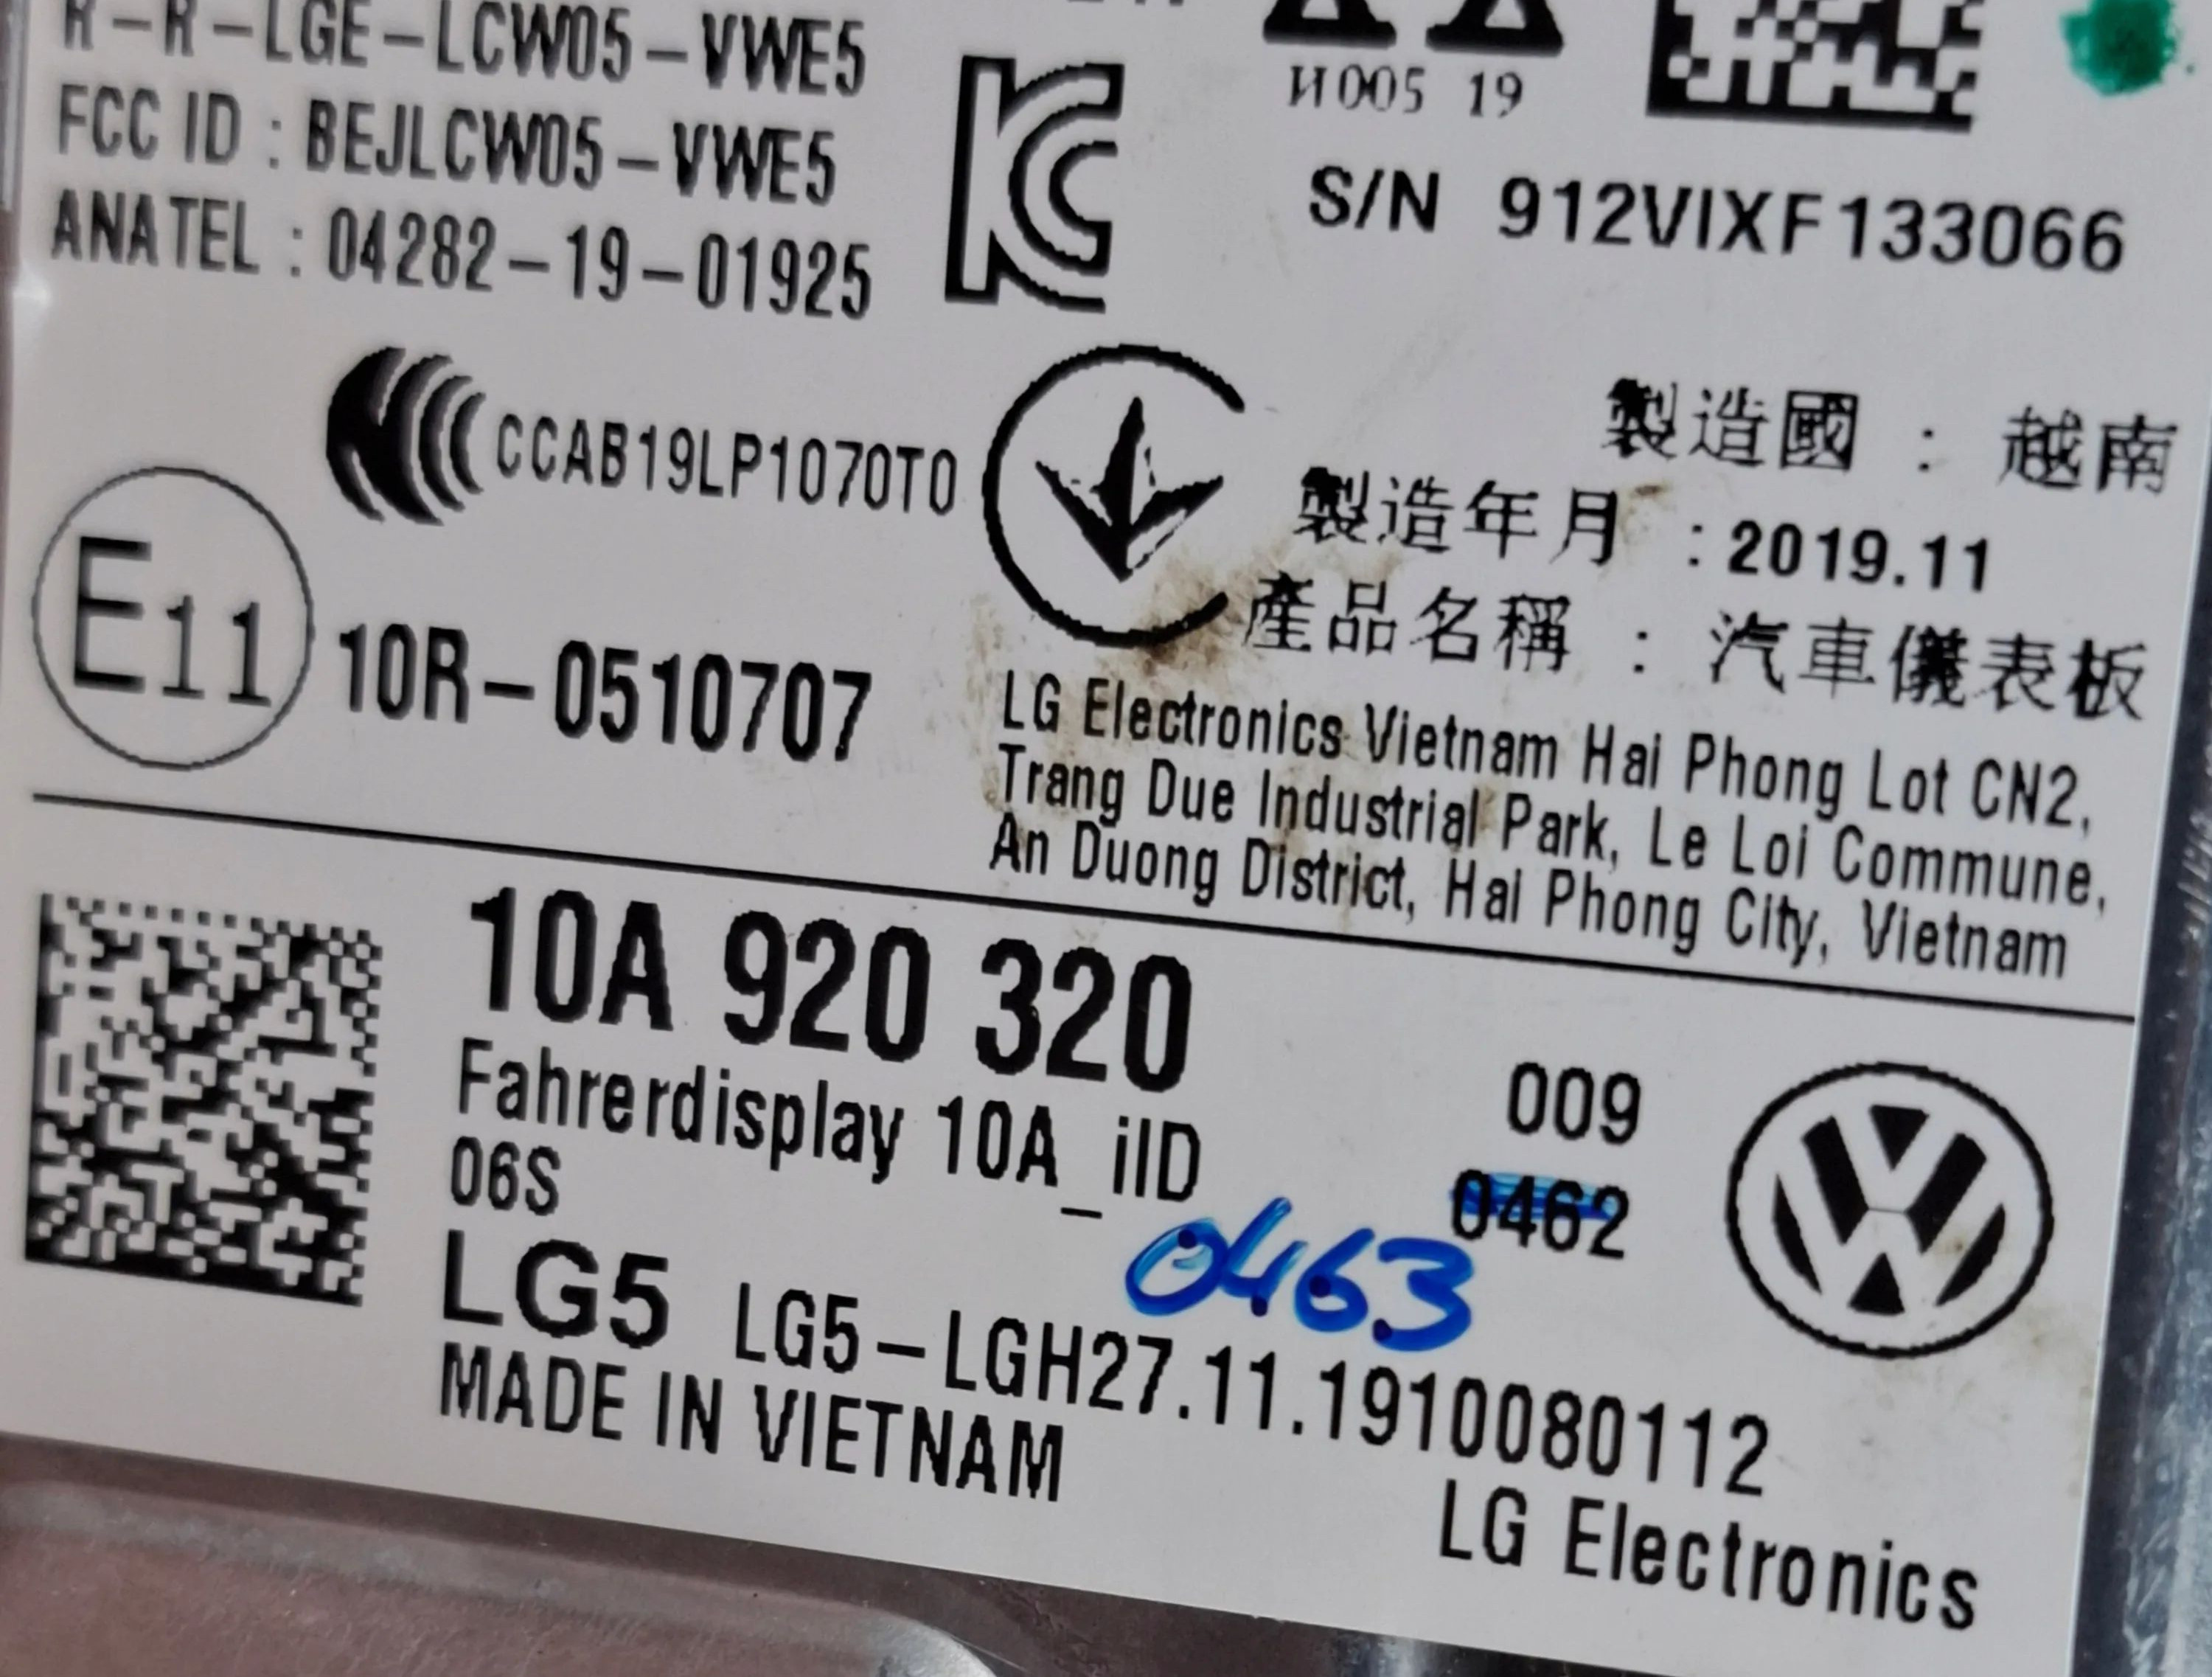 R-R-LGE-LCW05-VWE5
FCC ID : BEJLCW05-VWE5
ANATEL : 04282-19-01925
И005 19
S/N 912VIXF133066
CCAB19LP1070T0
製造國 : 越南
製造年月 : 2019.11
產品名稱 : 汽車儀表板
E11
10R-0510707
LG Electronics Vietnam Hai Phong Lot CN2,
Trang Due Industrial Park, Le Loi Commune,
An Duong District, Hai Phong City, Vietnam
10A 920 320
Fahrerdisplay 10A_iID
009
06S
0462
0463
LG5 LG5-LGH27.11.1910080112
MADE IN VIETNAM
LG Electronics